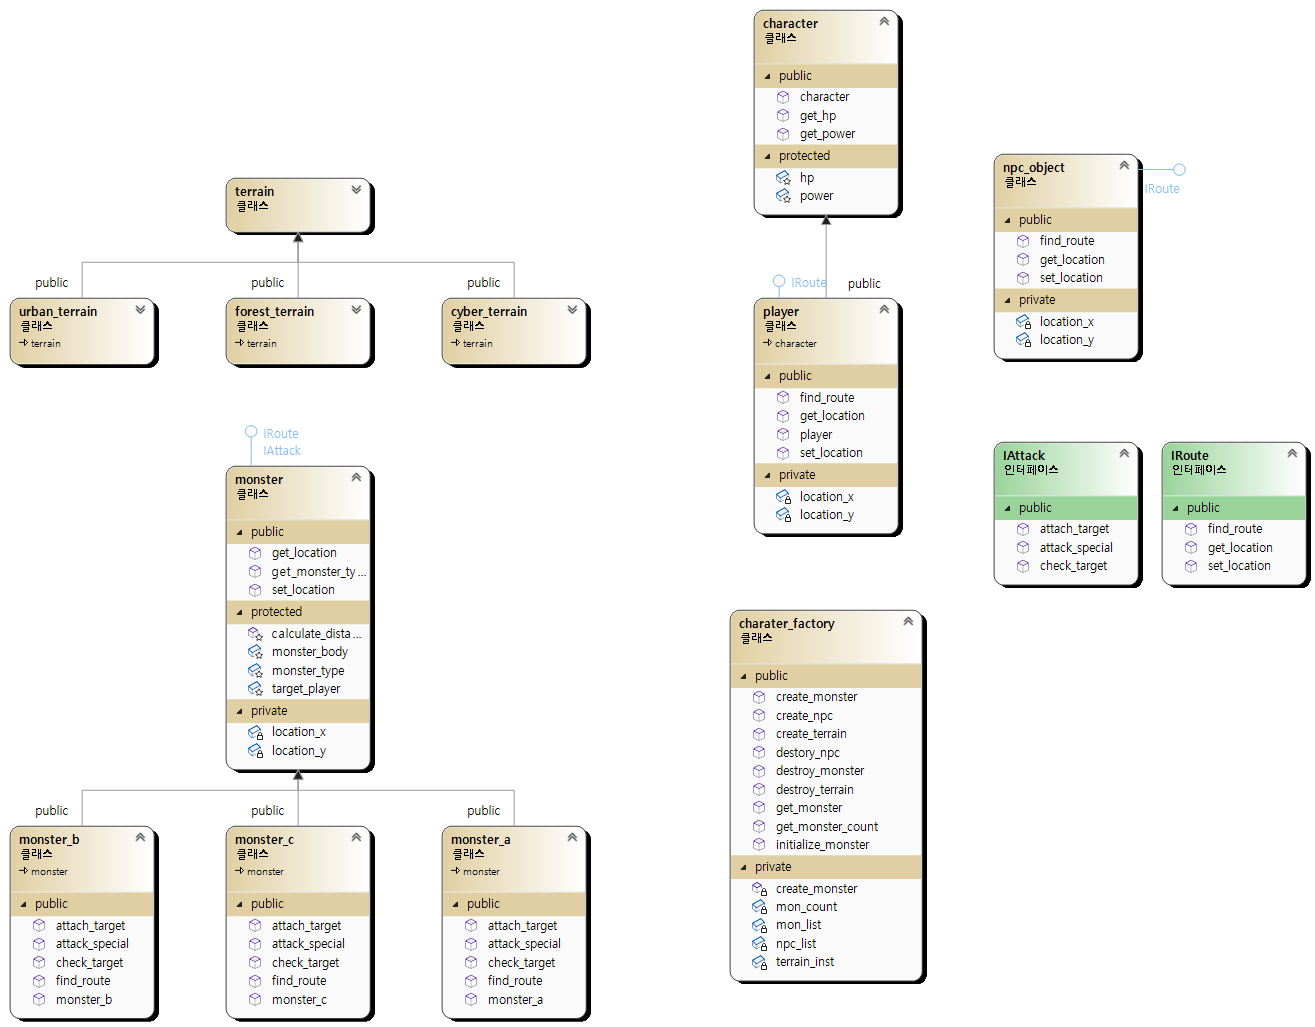 character
클래스
public
character
get_hp
get_power
protected
hp
power
npc_object
클래스
IRoute
public
find_route
get_location
set_location
private
location_x
location_y
terrain
클래스
public
public
public
urban_terrain
클래스
terrain
forest_terrain
클래스
terrain
cyber_terrain
클래스
terrain
IRoute
public
player
클래스
character
public
find_route
get_location
player
set_location
private
location_x
location_y
IRoute
IAttack
monster
클래스
public
get_location
get_monster_ty...
set_location
protected
calculate_dista...
monster_body
monster_type
target_player
private
location_x
location_y
IAttack
인터페이스
public
attach_target
attack_special
check_target
IRoute
인터페이스
public
find_route
get_location
set_location
charater_factory
클래스
public
create_monster
create_npc
create_terrain
destory_npc
destroy_monster
destroy_terrain
get_monster
get_monster_count
initialize_monster
private
create_monster
mon_count
mon_list
npc_list
terrain_inst
public
public
public
monster_b
클래스
monster
public
attach_target
attack_special
check_target
find_route
monster_b
monster_c
클래스
monster
public
attach_target
attack_special
check_target
find_route
monster_c
monster_a
클래스
monster
public
attach_target
attack_special
check_target
find_route
monster_a